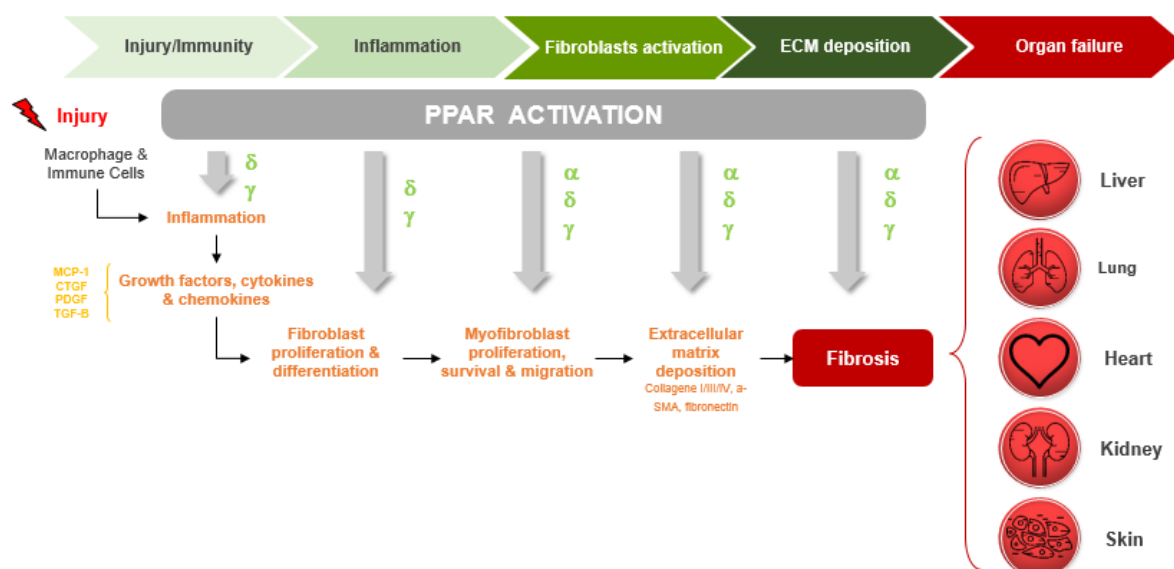 Injury/Immunity
Inflammation
Fibroblasts activation
ECM deposition
Organ failure
PPAR ACTIVATION
Injury
Macrophage &
Immune Cells
δ
γ
δ
γ
α
δ
γ
α
δ
γ
α
δ
γ
Inflammation
MCP-1
CTGF
PDGF
TGF-B
Growth factors, cytokines
& chemokines
Fibroblast
proliferation &
differentiation
Myofibroblast
proliferation,
survival & migration
Extracellular
matrix
deposition
Collagene I/III/IV, a-
SMA, fibronectin
Fibrosis
Liver
Lung
Heart
Kidney
Skin